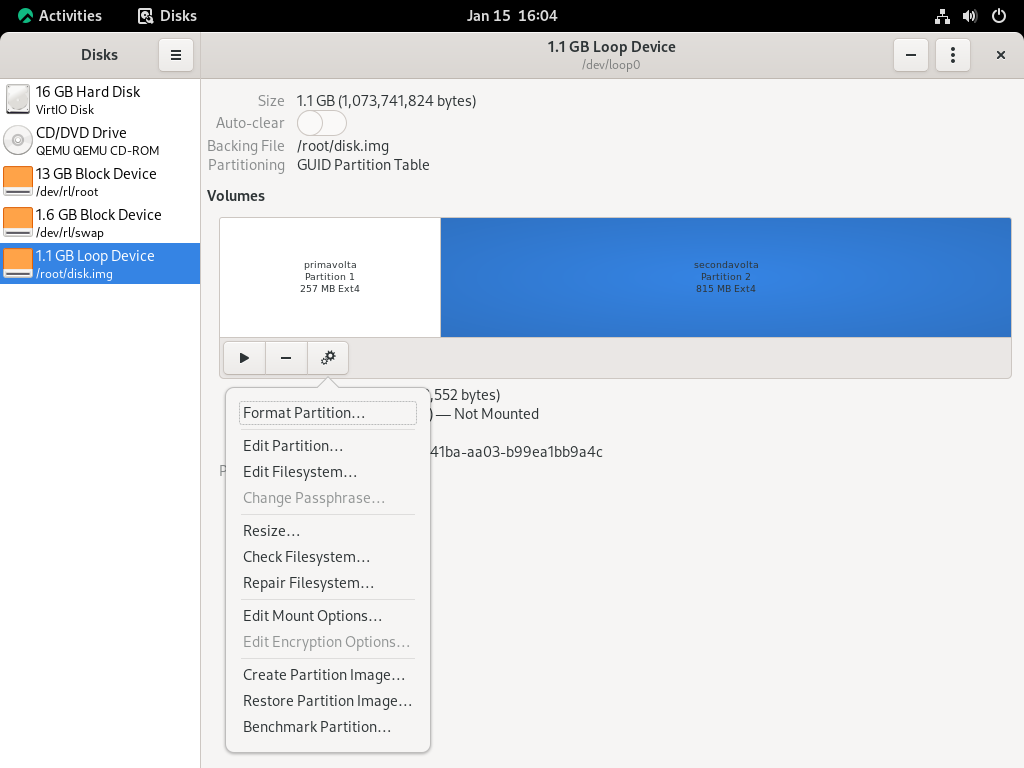 Activities
Disks
Jan 15 16:04
Disks
1.1 GB Loop Device
/dev/loop0
16 GB Hard Disk
VirtIO Disk
CD/DVD Drive
QEMU QEMU CD-ROM
13 GB Block Device
/dev/rl/root
1.6 GB Block Device
/dev/rl/swap
1.1 GB Loop Device
/root/disk.img
Size 1.1 GB (1,073,741,824 bytes)
Auto-clear
Backing File /root/disk.img
Partitioning GUID Partition Table
Volumes
primavolta
Partition 1
257 MB Ext4
secondavolta
Partition 2
815 MB Ext4
,552 bytes)
) — Not Mounted
41ba-aa03-b99ea1bb9a4c
P
Format Partition…
Edit Partition…
Edit Filesystem…
Change Passphrase…
Resize…
Check Filesystem…
Repair Filesystem…
Edit Mount Options…
Edit Encryption Options…
Create Partition Image…
Restore Partition Image…
Benchmark Partition…